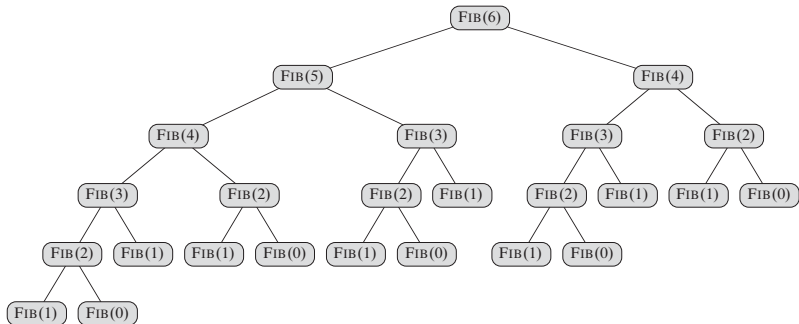 FIB(6)
FIB(5) FIB(4)
FIB(4) FIB(3) FIB(3) FIB(2)
FIB(3) FIB(2) FIB(2) FIB(1) FIB(2) FIB(1) FIB(1) FIB(0)
FIB(2) FIB(1) FIB(1) FIB(0) FIB(1) FIB(0) FIB(1) FIB(0)
FIB(1) FIB(0)